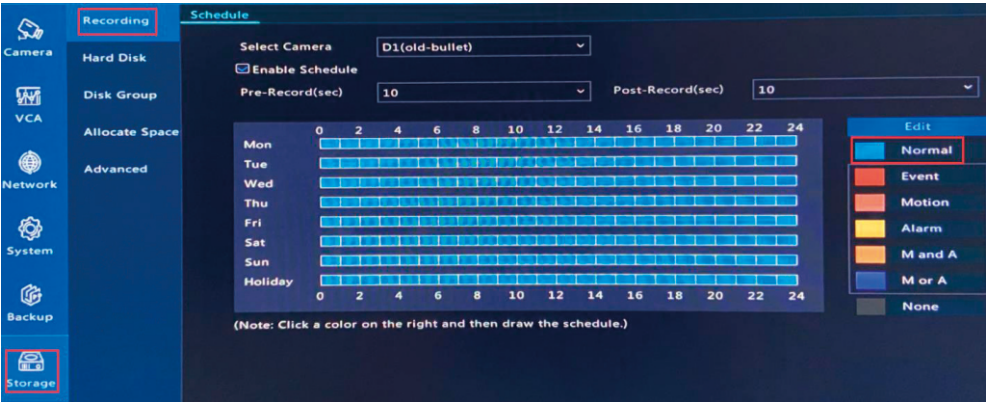 Camera
VCA
Network
System
Backup
Storage
Recording
Hard Disk
Disk Group
Allocate Space
Advanced
Schedule
Select Camera D1(old-bullet)
Enable Schedule
Pre-Record(sec) 10 Post-Record(sec) 10
0 2 4 6 8 10 12 14 16 18 20 22 24
Mon
Tue
Wed
Thu
Fri
Sat
Sun
Holiday
0 2 4 6 8 10 12 14 16 18 20 22 24
Edit
Normal
Event
Motion
Alarm
M and A
M or A
None
(Note: Click a color on the right and then draw the schedule.)